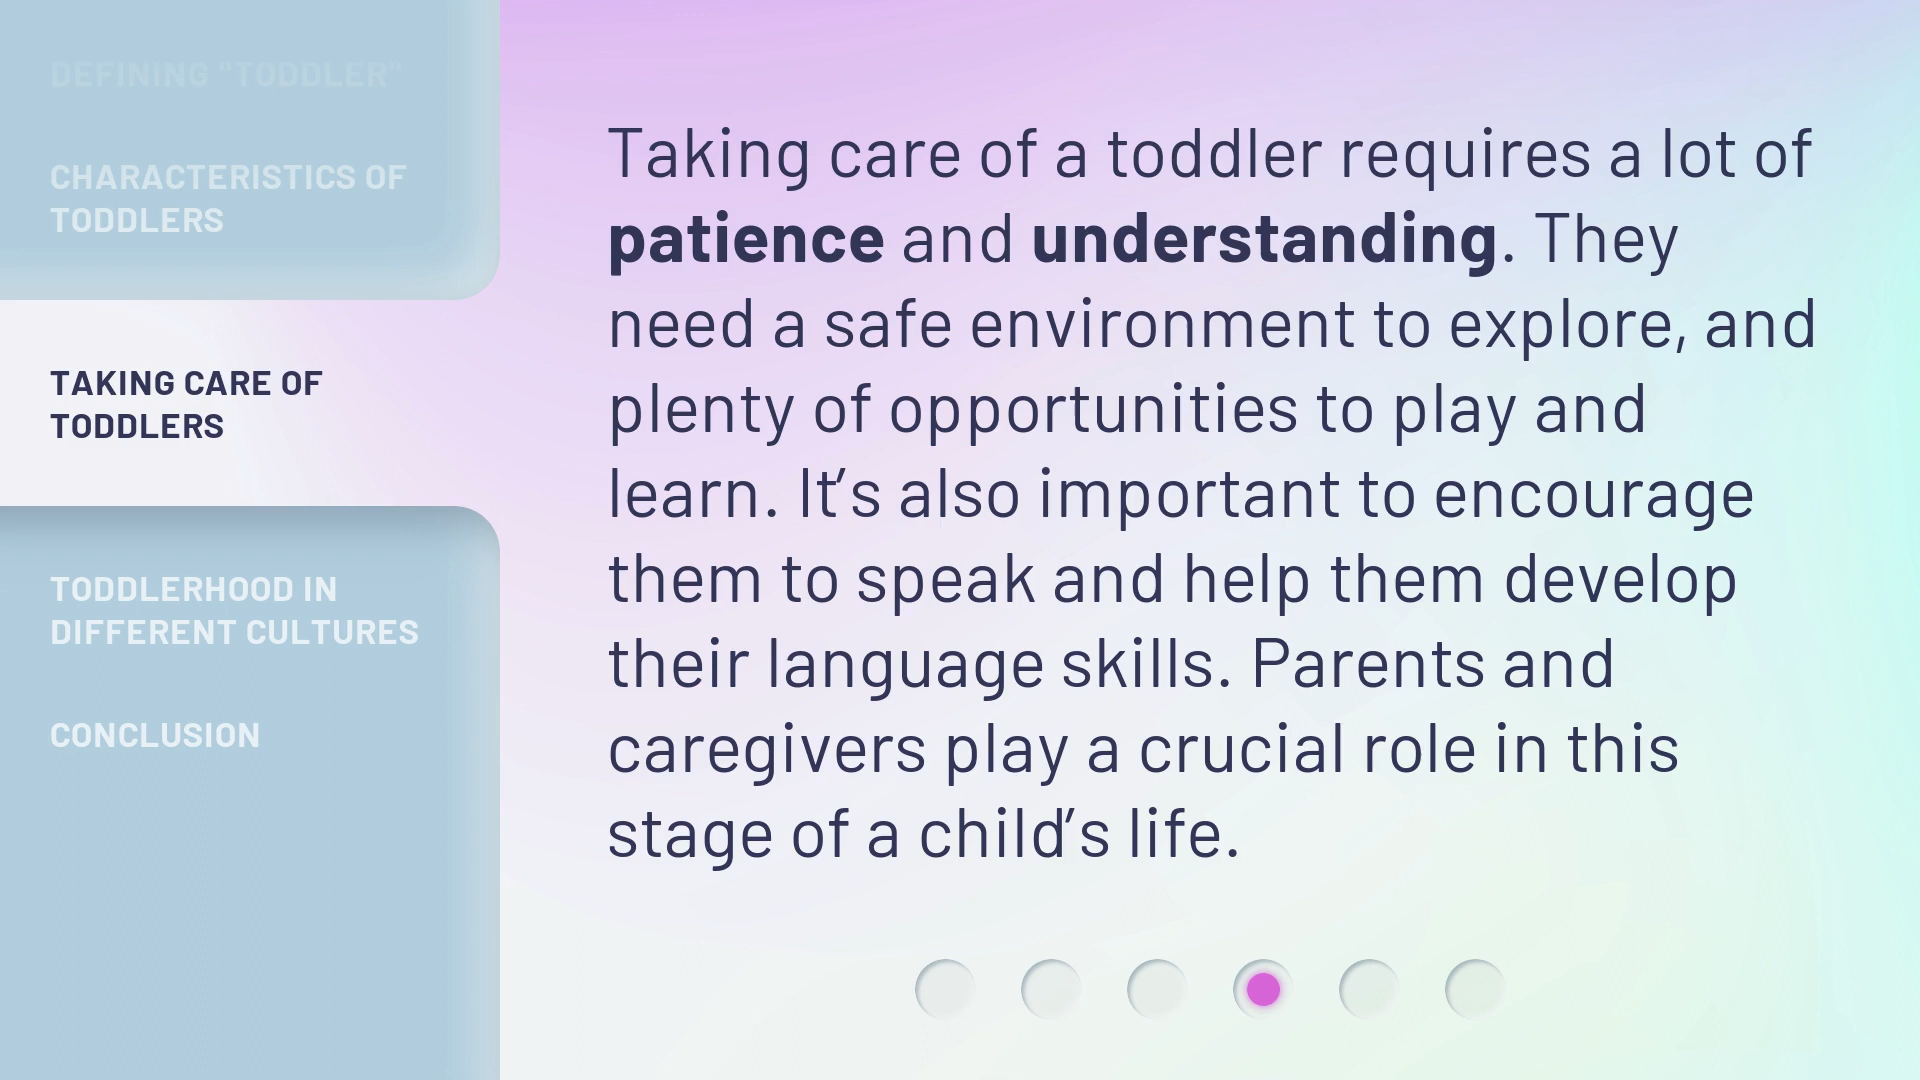 DEFINING "TODDLER"
CHARACTERISTICS OF
TODDLERS
TAKING CARE OF
TODDLERS
TODDLERHOOD IN
DIFFERENT CULTURES
CONCLUSION
Taking care of a toddler requires a lot of
patience and understanding. They
need a safe environment to explore, and
plenty of opportunities to play and
learn. It’s also important to encourage
them to speak and help them develop
their language skills. Parents and
caregivers play a crucial role in this
stage of a child’s life.